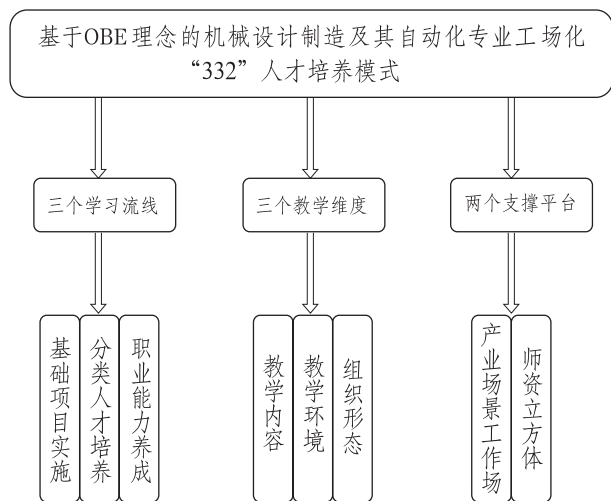 基于OBE理念的机械设计制造及其自动化专业工场化
“332”人才培养模式
三个学习流线
三个教学维度
两个支撑平台
基础项目实施
分类人才培养
职业能力养成
教学内容
教学环境
组织形态
产业场景工作场
师资立方体